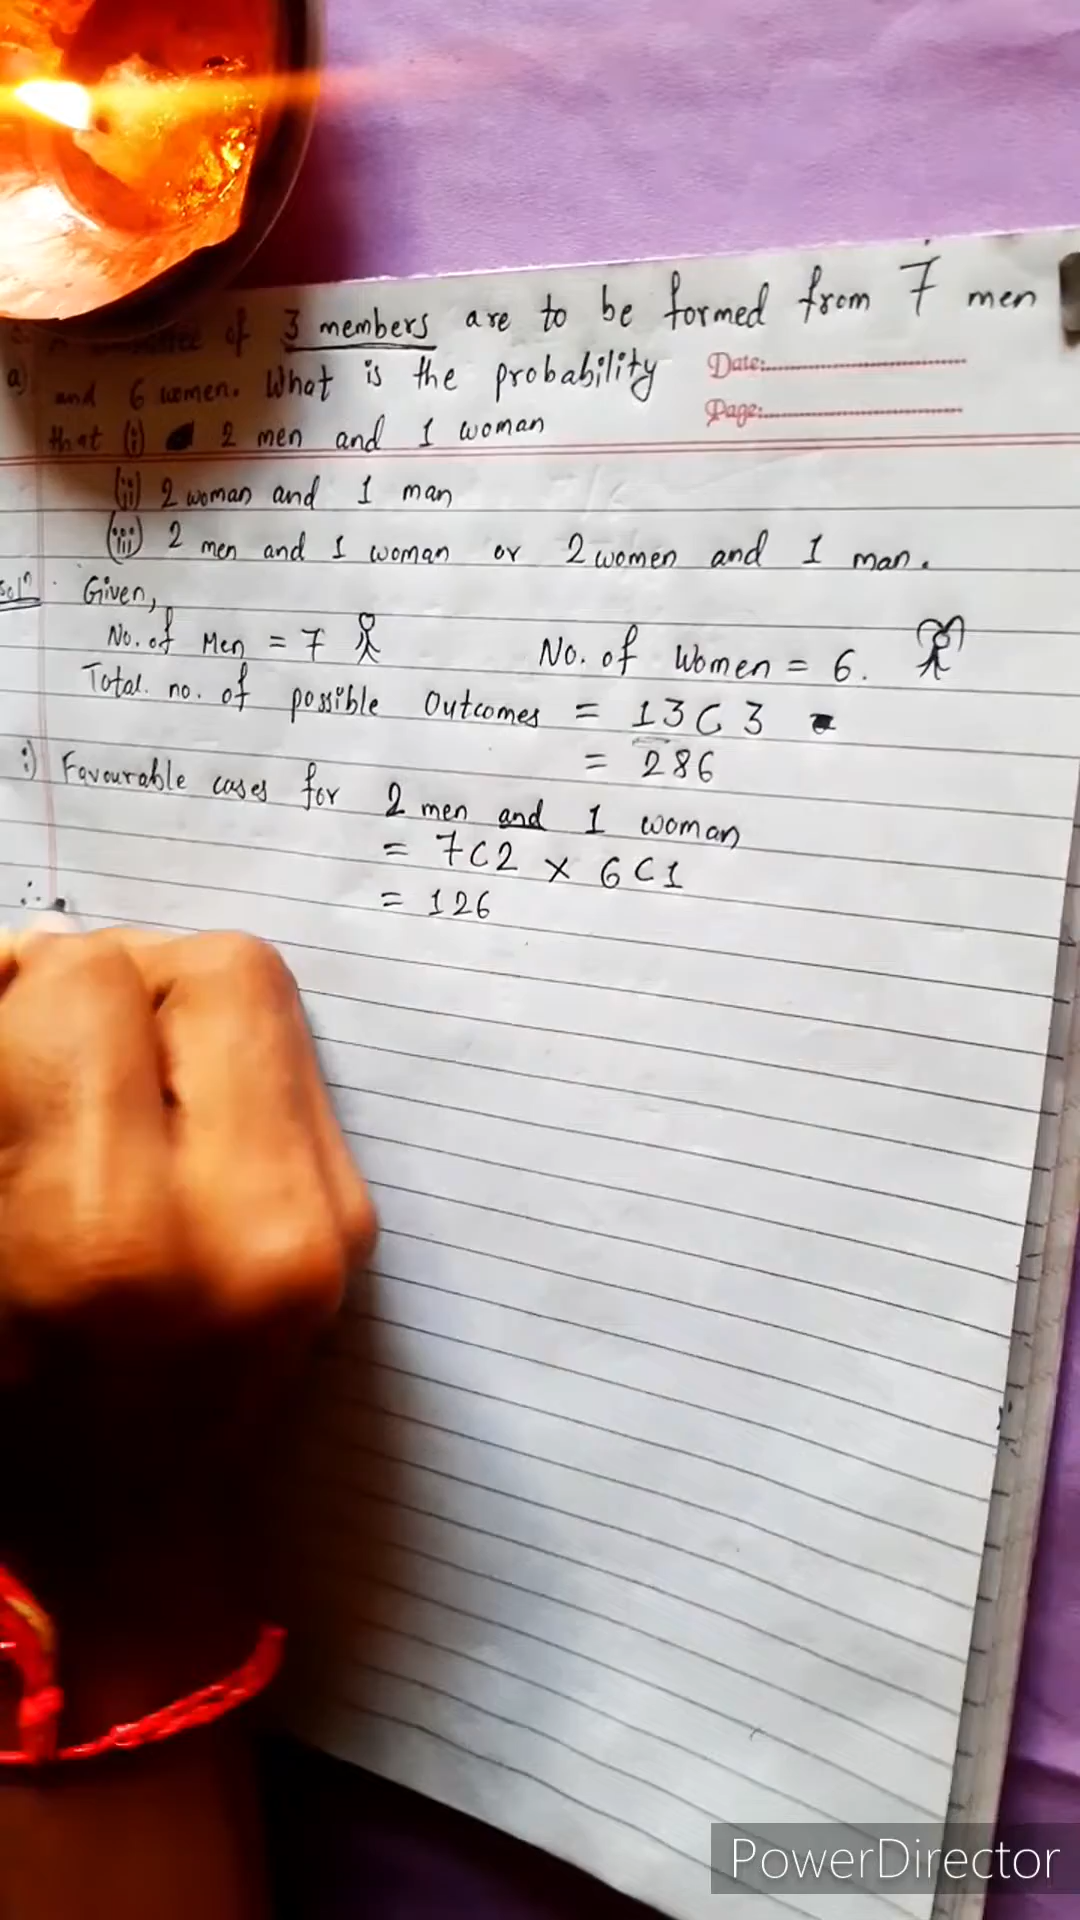 of 3 members are to be formed from 7 men
a) and 6 women. What is the probability
Date:
Page:
that (i) 2 men and 1 woman
(ii) 2 woman and 1 man
(iii) 2 men and 1 woman or 2 women and 1 man.
Solⁿ. Given,
No. of Men = 7 No. of Women = 6.
Total. no. of possible Outcomes = 13C3
= 286
i) Favourable cases for 2 men and 1 woman
= 7C2 × 6C1
= 126
∴
PowerDirector